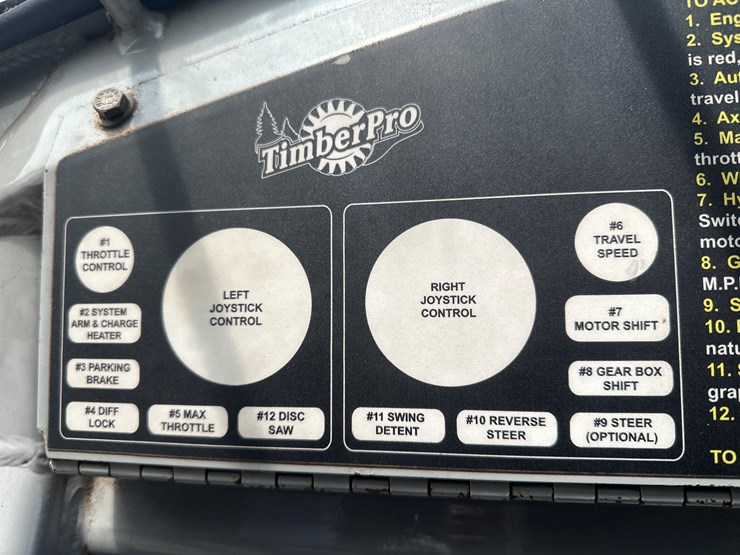 TimberPro
#1
THROTTLE
CONTROL
#2 SYSTEM
ARM & CHARGE
HEATER
#3 PARKING
BRAKE
#4 DIFF
LOCK
LEFT
JOYSTICK
CONTROL
#5 MAX
THROTTLE
#12 DISC
SAW
RIGHT
JOYSTICK
CONTROL
#6
TRAVEL
SPEED
#7
MOTOR SHIFT
#8 GEAR BOX
SHIFT
#11 SWING
DETENT
#10 REVERSE
STEER
#9 STEER
(OPTIONAL)
1. Eng
2. Sys
is red,
3. Aut
travel
4. Ax
5. Ma
thrott
6. W
7. Hy
Swit
moto
8. G
M.P.
9. S
10.
natu
11.
gra
12.
TO